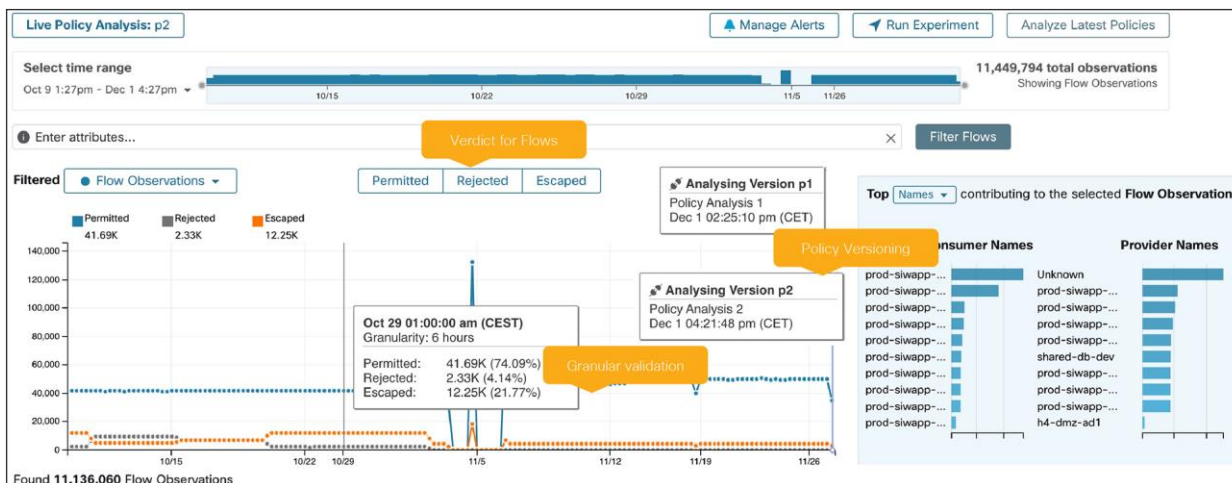 Live Policy Analysis: p2
Manage Alerts
Run Experiment
Analyze Latest Policies
Select time range
Oct 9 1:27pm - Dec 1 4:27pm
10/15
10/22
10/29
11/5
11/26
11,449,794 total observations
Showing Flow Observations
Enter attributes...
Filter Flows
Verdict for Flows
Filtered
Flow Observations
Permitted
Rejected
Escaped
Analysing Version p1
Policy Analysis 1
Dec 1 02:25:10 pm (CET)
Top Names contributing to the selected Flow Observation
Permitted
41.69K
Rejected
2.33K
Escaped
12.25K
Policy Versioning
onsumer Names
Provider Names
140,000
120,000
100,000
80,000
60,000
40,000
20,000
0
Analysing Version p2
Policy Analysis 2
Dec 1 04:21:48 pm (CET)
Oct 29 01:00:00 am (CEST)
Granularity: 6 hours
Permitted: 41.69K (74.09%)
Rejected: 2.33K (4.14%)
Escaped: 12.25K (21.77%)
Granular validation
prod-siwapp-...
prod-siwapp-...
prod-siwapp-...
prod-siwapp-...
prod-siwapp-...
prod-siwapp-...
prod-siwapp-...
prod-siwapp-...
prod-siwapp-...
prod-siwapp-...
Unknown
prod-siwapp-...
prod-siwapp-...
prod-siwapp-...
prod-siwapp-...
shared-db-dev
prod-siwapp-...
prod-siwapp-...
prod-siwapp-...
h4-dmz-ad1
10/15
10/22
10/29
11/5
11/12
11/19
11/26
Found 11,136,060 Flow Observations